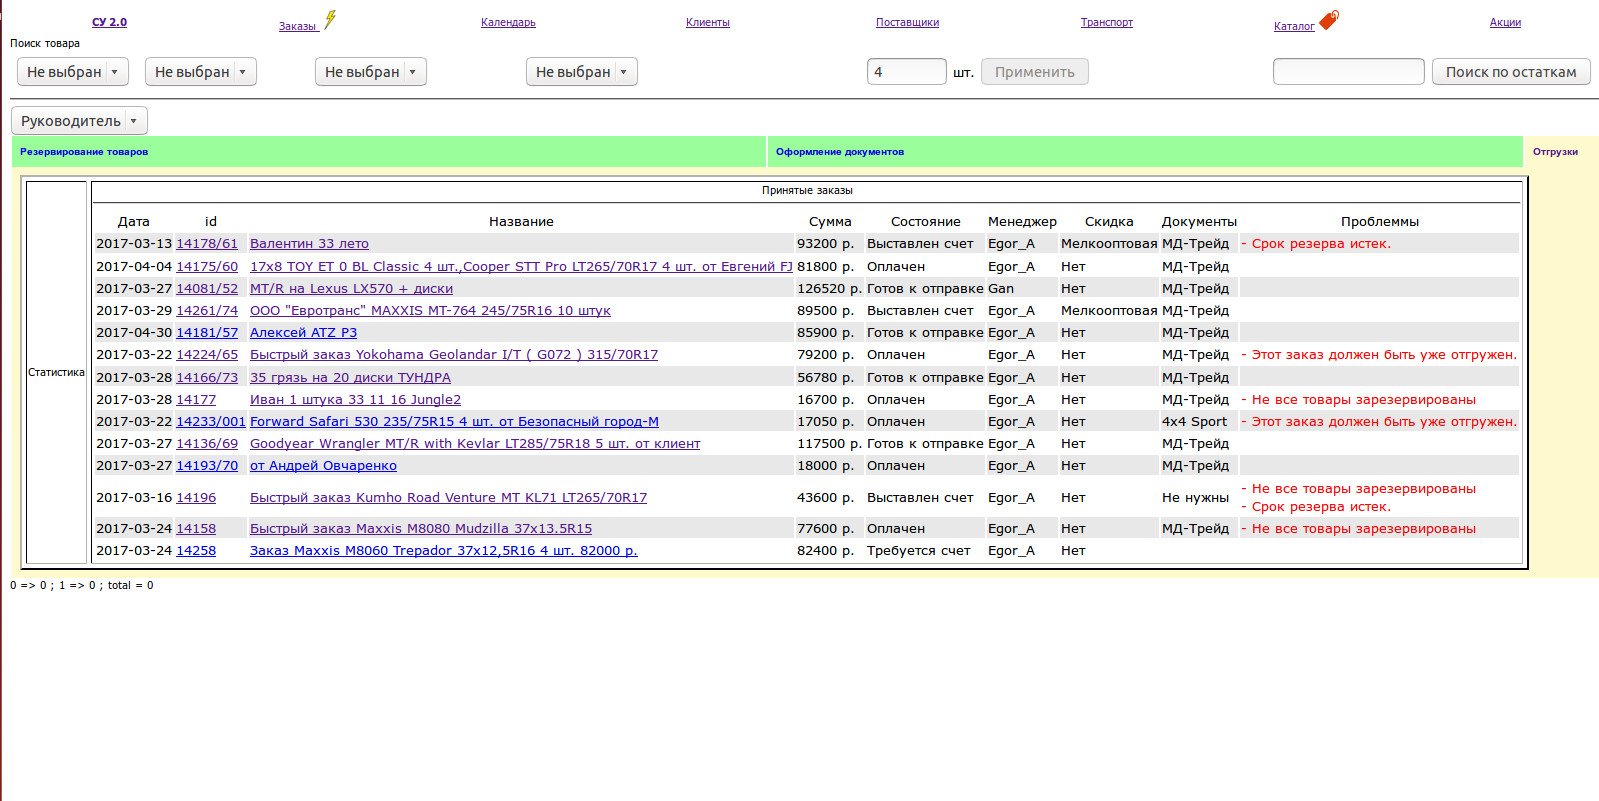 СУ 2.0 Заказы Календарь Клиенты Поставщики Транспорт Каталог Акции
Поиск товара
Не выбран Не выбран Не выбран Не выбран 4 шт. Применить Поиск по остаткам
Руководитель
Резервирование товаров Оформление документов Отгрузки
Принятые заказы
Дата id Название Сумма Состояние Менеджер Скидка Документы Проблеммы
2017-03-13 14178/61 Валентин 33 лето 93200 р. Выставлен счет Egor_A Мелкооптовая МД-Трейд - Срок резерва истек.
2017-04-04 14175/60 17x8 TOY ET 0 BL Classic 4 шт.,Cooper STT Pro LT265/70R17 4 шт. от Евгений FJ 81800 р. Оплачен Egor_A Нет МД-Трейд
2017-03-27 14081/52 MT/R на Lexus LX570 + диски 126520 р. Готов к отправке Gan Нет МД-Трейд
2017-03-29 14261/74 ООО "Евротранс" MAXXIS MT-764 245/75R16 10 штук 89500 р. Выставлен счет Egor_A Мелкооптовая МД-Трейд
2017-04-30 14181/57 Алексей ATZ P3 85900 р. Готов к отправке Egor_A Нет МД-Трейд
2017-03-22 14224/65 Быстрый заказ Yokohama Geolandar I/T ( G072 ) 315/70R17 79200 р. Оплачен Egor_A Нет МД-Трейд - Этот заказ должен быть уже отгружен.
Статистика
2017-03-28 14166/73 35 грязь на 20 диски ТУНДРА 56780 р. Готов к отправке Egor_A Нет МД-Трейд
2017-03-28 14177 Иван 1 штука 33 11 16 Jungle2 16700 р. Оплачен Egor_A Нет МД-Трейд - Не все товары зарезервированы
2017-03-22 14233/001 Forward Safari 530 235/75R15 4 шт. от Безопасный город-М 17050 р. Оплачен Egor_A Нет 4x4 Sport - Этот заказ должен быть уже отгружен.
2017-03-27 14136/69 Goodyear Wrangler MT/R with Kevlar LT285/75R18 5 шт. от клиент 117500 р. Готов к отправке Egor_A Нет МД-Трейд
2017-03-27 14193/70 от Андрей Овчаренко 18000 р. Оплачен Egor_A Нет МД-Трейд
2017-03-16 14196 Быстрый заказ Kumho Road Venture MT KL71 LT265/70R17 43600 р. Выставлен счет Egor_A Нет Не нужны - Не все товары зарезервированы
- Срок резерва истек.
2017-03-24 14158 Быстрый заказ Maxxis M8080 Mudzilla 37x13.5R15 77600 р. Оплачен Egor_A Нет МД-Трейд - Не все товары зарезервированы
2017-03-24 14258 Заказ Maxxis M8060 Trepador 37x12,5R16 4 шт. 82000 р. 82400 р. Требуется счет Egor_A Нет
0 => 0 ; 1 => 0 ; total = 0